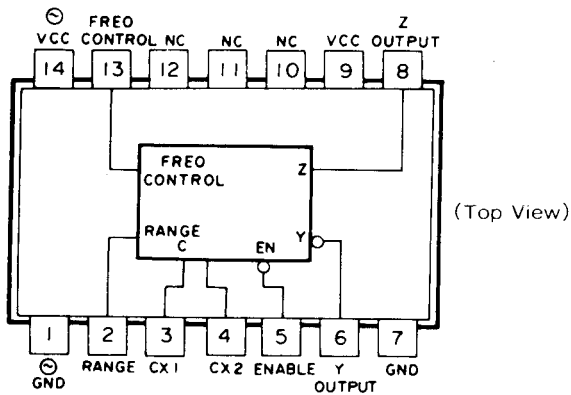 FREQ Z
VCC CONTROL NC NC NC VCC OUTPUT
14 13 12 11 10 9 8
FREQ Z
CONTROL
(Top View)
RANGE Y
C EN
1 2 3 4 5 6 7
GND RANGE CX1 CX2 ENABLE Y GND
OUTPUT